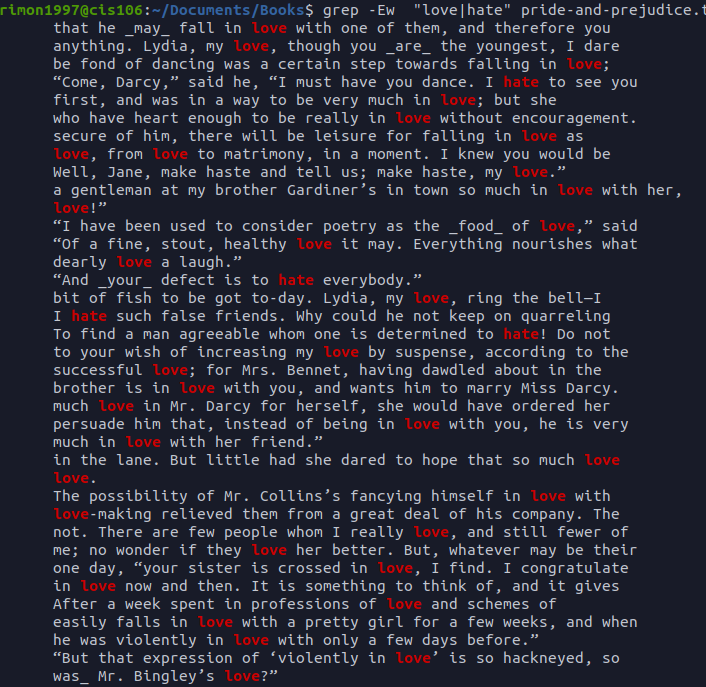 rimon1997@cis106:~/Documents/Books$ grep -Ew  "love|hate" pride-and-prejudice.t
that he _may_ fall in love with one of them, and therefore you
anything. Lydia, my love, though you _are_ the youngest, I dare
be fond of dancing was a certain step towards falling in love;
“Come, Darcy,” said he, “I must have you dance. I hate to see you
first, and was in a way to be very much in love; but she
who have heart enough to be really in love without encouragement.
secure of him, there will be leisure for falling in love as
love, from love to matrimony, in a moment. I knew you would be
Well, Jane, make haste and tell us; make haste, my love.”
a gentleman at my brother Gardiner’s in town so much in love with her,
love!”
“I have been used to consider poetry as the _food_ of love,” said
“Of a fine, stout, healthy love it may. Everything nourishes what
dearly love a laugh.”
“And _your_ defect is to hate everybody.”
bit of fish to be got to-day. Lydia, my love, ring the bell—I
I hate such false friends. Why could he not keep on quarreling
To find a man agreeable whom one is determined to hate! Do not
to your wish of increasing my love by suspense, according to the
successful love; for Mrs. Bennet, having dawdled about in the
brother is in love with you, and wants him to marry Miss Darcy.
much love in Mr. Darcy for herself, she would have ordered her
persuade him that, instead of being in love with you, he is very
much in love with her friend.”
in the lane. But little had she dared to hope that so much love
love.
The possibility of Mr. Collins’s fancying himself in love with
love-making relieved them from a great deal of his company. The
not. There are few people whom I really love, and still fewer of
me; no wonder if they love her better. But, whatever may be their
one day, “your sister is crossed in love, I find. I congratulate
in love now and then. It is something to think of, and it gives
After a week spent in professions of love and schemes of
easily falls in love with a pretty girl for a few weeks, and when
he was violently in love with only a few days before.”
“But that expression of ‘violently in love’ is so hackneyed, so
was_ Mr. Bingley’s love?”